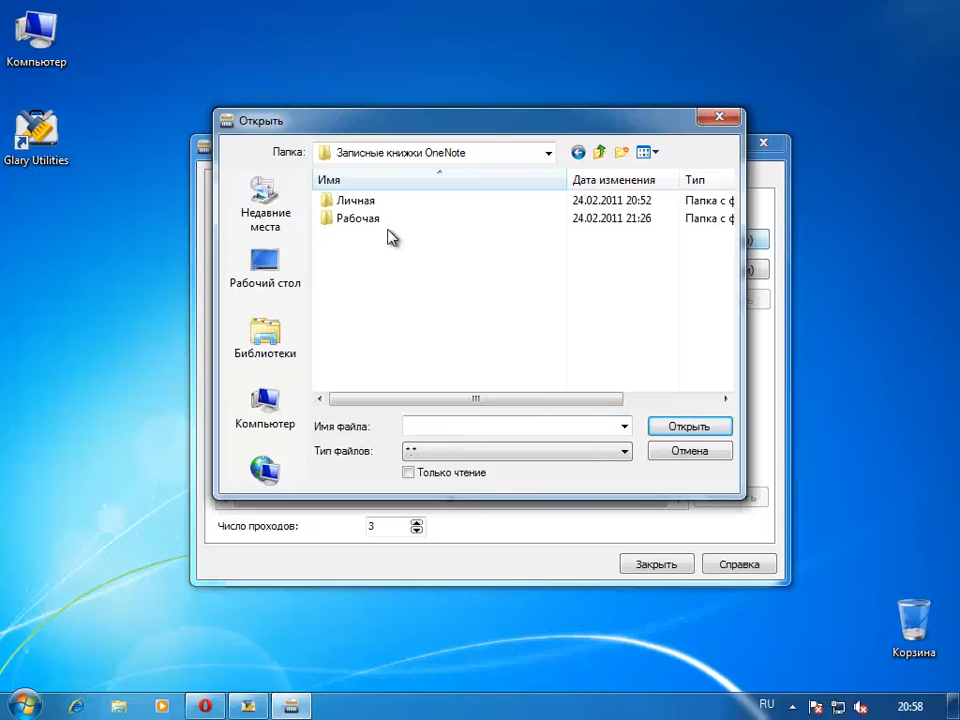 Компьютер
Glary Utilities
Открыть
Папка:
Записные книжки OneNote
Имя
Дата изменения
Тип
Личная
24.02.2011 20:52
Папка с ф
Рабочая
24.02.2011 21:26
Папка с ф
Недавние
места
Рабочий стол
Библиотеки
Компьютер
Имя файла:
Открыть
Тип файлов:
*.*
Отмена
Только чтение
Число проходов:
3
Закрыть
Справка
Корзина
RU
20:58